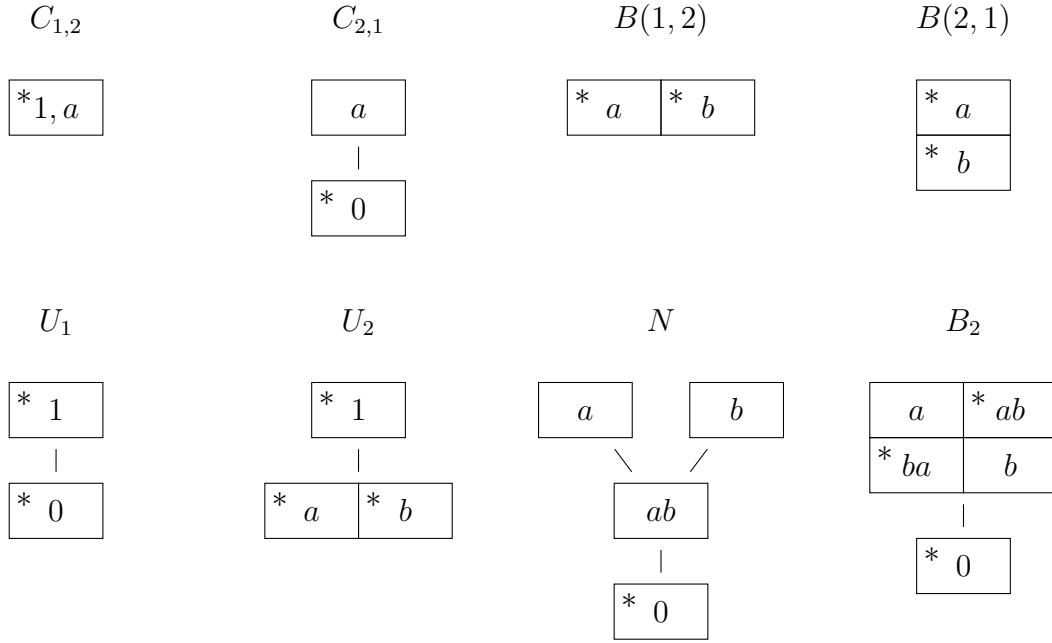 C_{1,2} C_{2,1} B(1, 2) B(2, 1)
* 1, a a * a * b * a
* 0 * b
U_1 U_2 N B_2
* 1 * 1 a b a * ab
* 0 * a * b ab * ba b
* 0 * 0